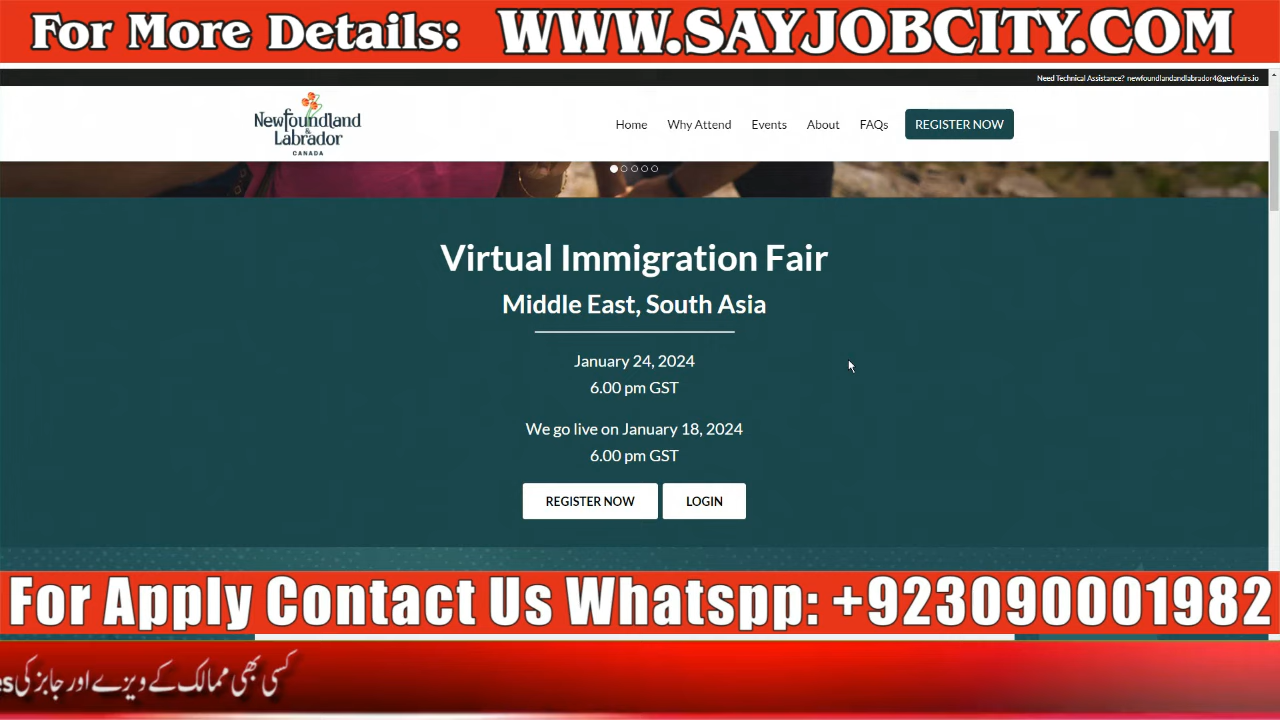 For More Details: WWW.SAYJOBCITY.COM
Need Technical Assistance? newfoundlandandlabrador4@getvfairs.io
Newfoundland
&
Labrador
CANADA
Home Why Attend Events About FAQs REGISTER NOW
Virtual Immigration Fair
Middle East, South Asia
January 24, 2024
6.00 pm GST
We go live on January 18, 2024
6.00 pm GST
REGISTER NOW LOGIN
For Apply Contact Us Whatspp: +923090001982
کسی بھی ممالک کے ویزے اور جابز کی es